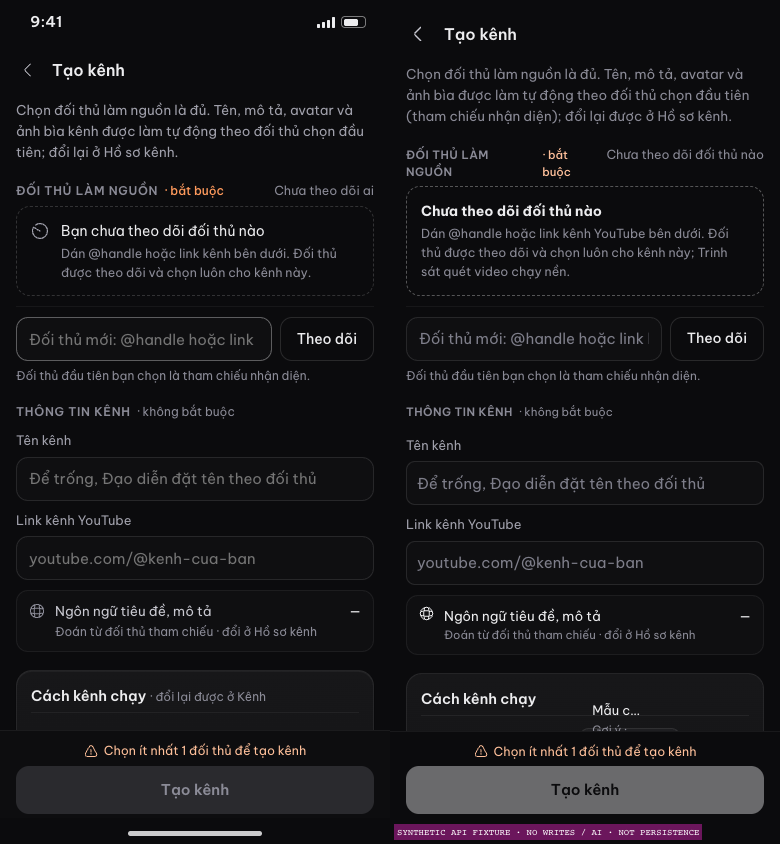 9:41
Tạo kênh
Chọn đối thủ làm nguồn là đủ. Tên, mô tả, avatar và
ảnh bìa kênh được làm tự động theo đối thủ chọn đầu
tiên; đổi lại ở Hồ sơ kênh.
ĐỐI THỦ LÀM NGUỒN · bắt buộc Chưa theo dõi ai
Bạn chưa theo dõi đối thủ nào
Dán @handle hoặc link kênh bên dưới. Đối thủ
được theo dõi và chọn luôn cho kênh này.
Đối thủ mới: @handle hoặc link Theo dõi
Đối thủ đầu tiên bạn chọn là tham chiếu nhận diện.
THÔNG TIN KÊNH · không bắt buộc
Tên kênh
Để trống, Đạo diễn đặt tên theo đối thủ
Link kênh YouTube
youtube.com/@kenh-cua-ban
Ngôn ngữ tiêu đề, mô tả –
Đoán từ đối thủ tham chiếu · đổi ở Hồ sơ kênh
Cách kênh chạy · đổi lại được ở Kênh
Chọn ít nhất 1 đối thủ để tạo kênh
Tạo kênh
Tạo kênh
Chọn đối thủ làm nguồn là đủ. Tên, mô tả, avatar và
ảnh bìa được làm tự động theo đối thủ chọn đầu tiên
(tham chiếu nhận diện); đổi lại được ở Hồ sơ kênh.
ĐỐI THỦ LÀM · bắt Chưa theo dõi đối thủ nào
NGUỒN buộc
Chưa theo dõi đối thủ nào
Dán @handle hoặc link kênh YouTube bên dưới. Đối
thủ được theo dõi và chọn luôn cho kênh này; Trinh
sát quét video chạy nền.
Đối thủ mới: @handle hoặc link Theo dõi
Đối thủ đầu tiên bạn chọn là tham chiếu nhận diện.
THÔNG TIN KÊNH · không bắt buộc
Tên kênh
Để trống, Đạo diễn đặt tên theo đối thủ
Link kênh YouTube
youtube.com/@kenh-cua-ban
Ngôn ngữ tiêu đề, mô tả –
Đoán từ đối thủ tham chiếu · đổi ở Hồ sơ kênh
Cách kênh chạy
Mẫu c...
Gợi ý ·
Chọn ít nhất 1 đối thủ để tạo kênh
Tạo kênh
SYNTHETIC API FIXTURE · NO WRITES / AI · NOT PERSISTENCE